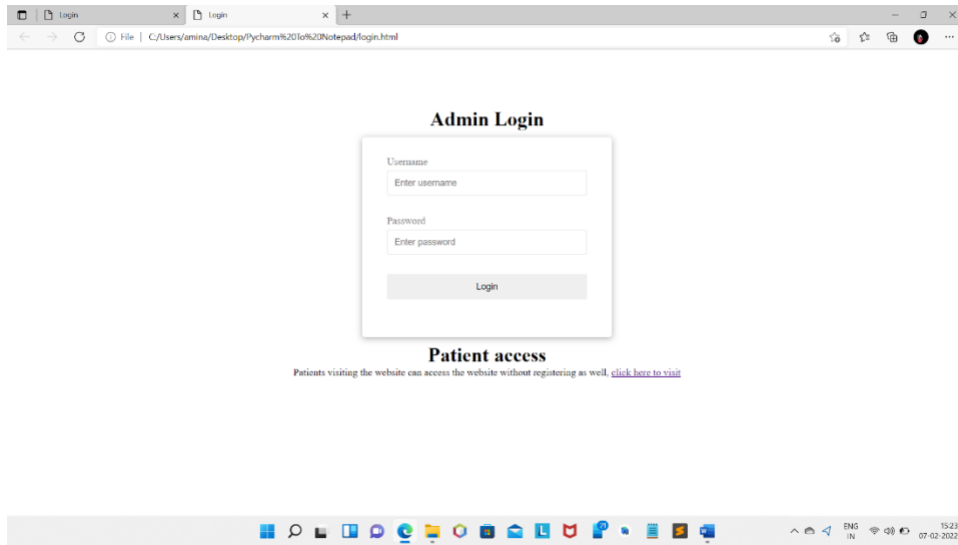 Login
Login
File
C:/Users/amina/Desktop/Pycharm%20To%20Notepad/login.html
Admin Login
Username
Enter username
Password
Enter password
Login
Patient access
Patients visiting the website can access the website without registering as well, click here to visit
ENG
IN
15:23
07-02-2022